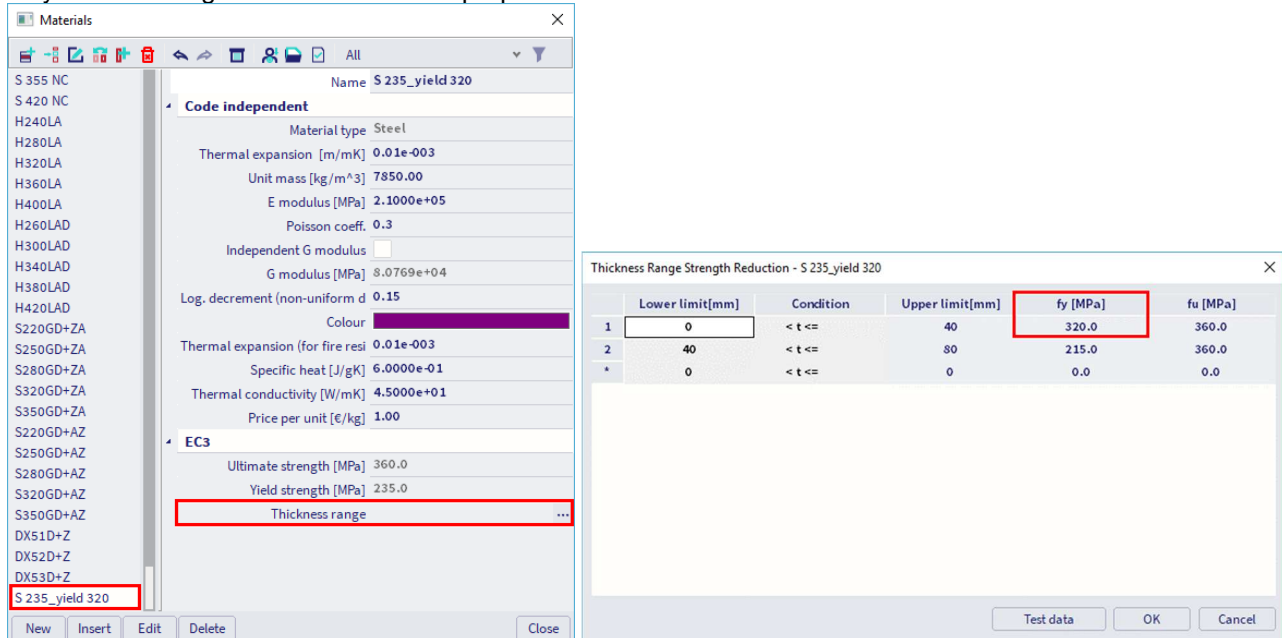 Materials
All
S 355 NC
S 420 NC
H240LA
H280LA
H320LA
H360LA
H400LA
H260LAD
H300LAD
H340LAD
H380LAD
H420LAD
S220GD+ZA
S250GD+ZA
S280GD+ZA
S320GD+ZA
S350GD+ZA
S220GD+AZ
S250GD+AZ
S280GD+AZ
S320GD+AZ
S350GD+AZ
DX51D+Z
DX52D+Z
DX53D+Z
S 235_yield 320
Name S 235_yield 320
Code independent
Material type Steel
Thermal expansion [m/mK] 0.01e-003
Unit mass [kg/m^3] 7850.00
E modulus [MPa] 2.1000e+05
Poisson coeff. 0.3
Independent G modulus
G modulus [MPa] 8.0769e+04
Log. decrement (non-uniform d 0.15
Colour
Thermal expansion (for fire resi 0.01e-003
Specific heat [J/gK] 6.0000e-01
Thermal conductivity [W/mK] 4.5000e+01
Price per unit [€/kg] 1.00
EC3
Ultimate strength [MPa] 360.0
Yield strength [MPa] 235.0
Thickness range ...
New Insert Edit Delete Close
Thickness Range Strength Reduction - S 235_yield 320
Lower limit[mm] Condition Upper limit[mm] fy [MPa] fu [MPa]
1 0 < t <= 40 320.0 360.0
2 40 < t <= 80 215.0 360.0
* 0 < t <= 0 0.0 0.0
Test data OK Cancel